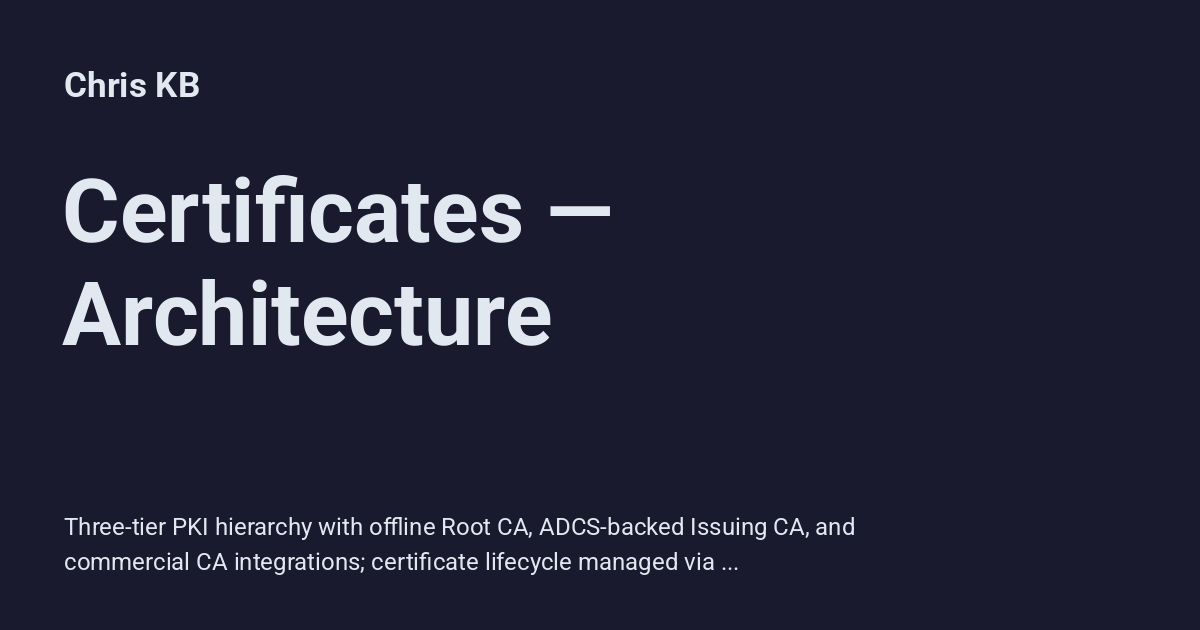 Chris KB
Certificates —
Architecture
Three-tier PKI hierarchy with offline Root CA, ADCS-backed Issuing CA, and
commercial CA integrations; certificate lifecycle managed via ...